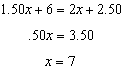 1.50x + 6 = 2x + 2.50
.50x = 3.50
x = 7